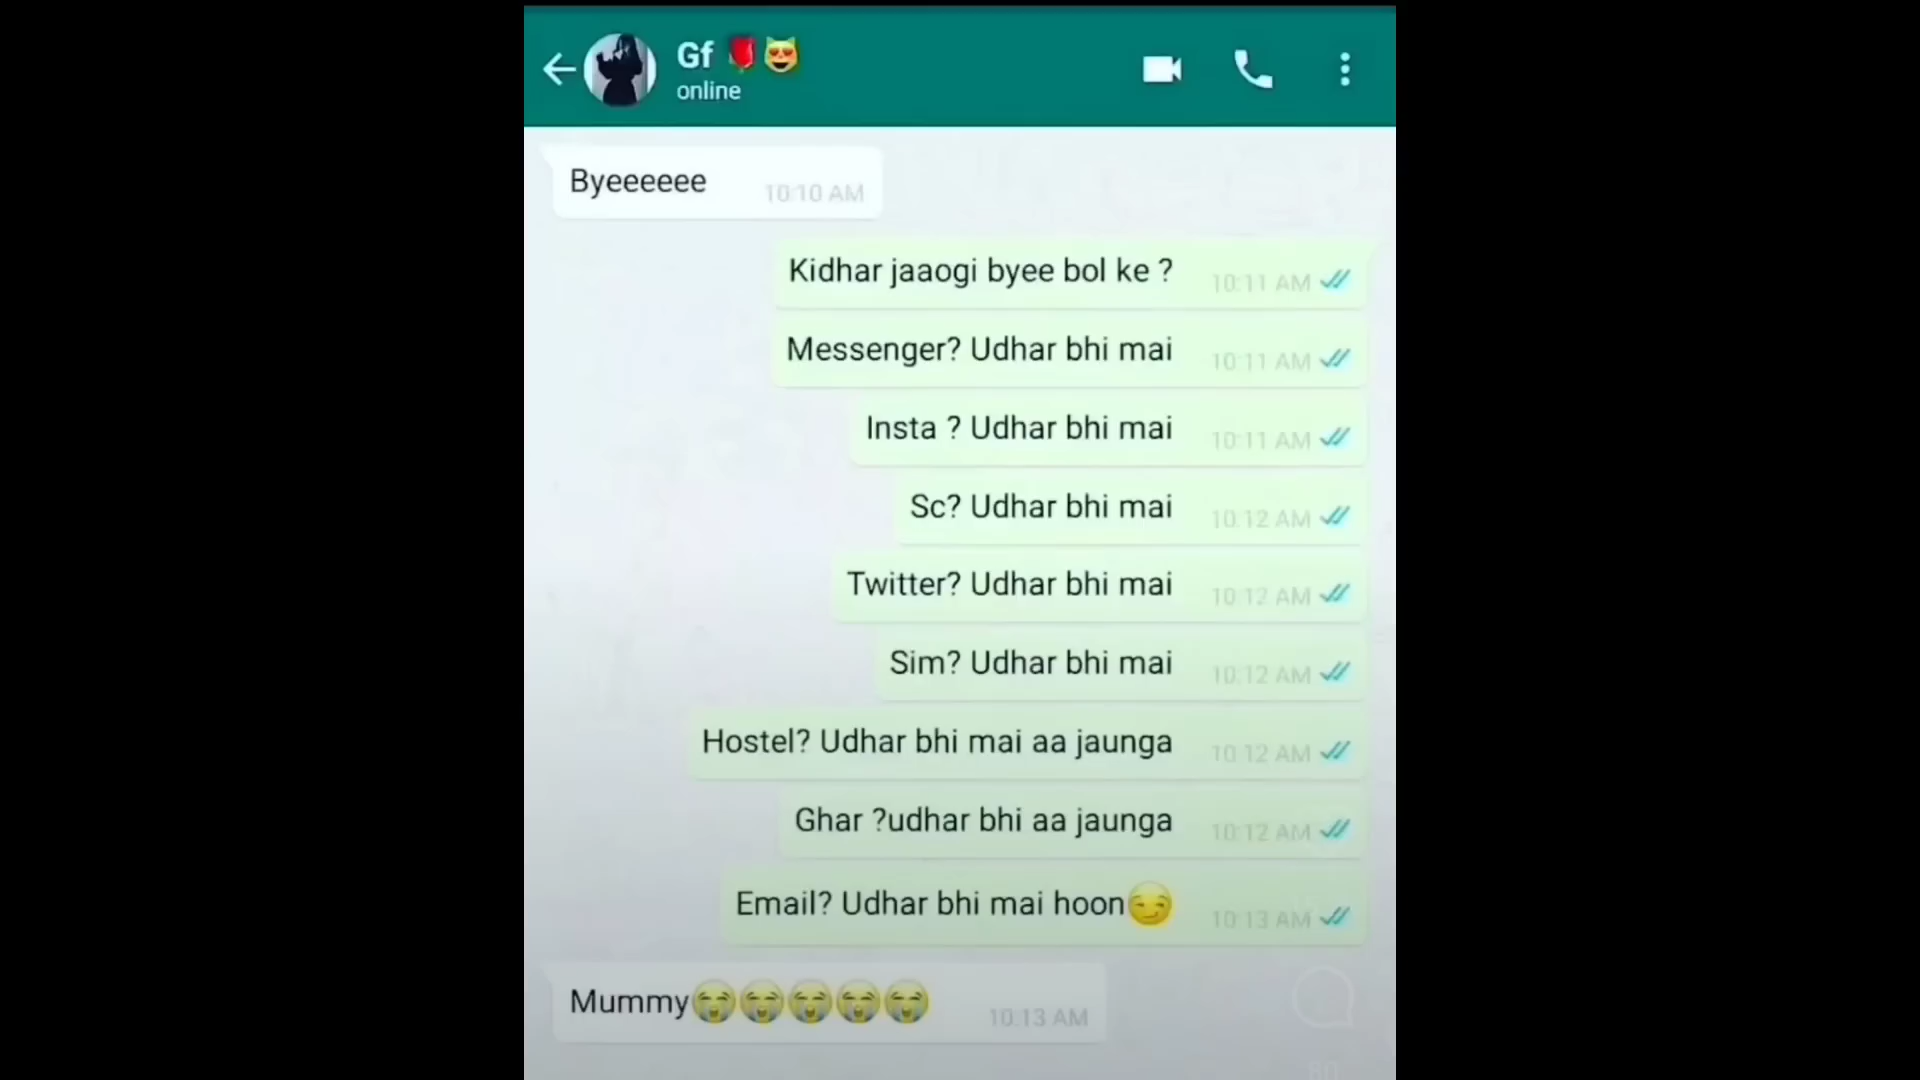 Gf 🌹😻
online
Byeeeeee 10:10 AM
Kidhar jaaogi byee bol ke ? 10:11 AM
Messenger? Udhar bhi mai 10:11 AM
Insta ? Udhar bhi mai 10:11 AM
Sc? Udhar bhi mai 10:12 AM
Twitter? Udhar bhi mai 10:12 AM
Sim? Udhar bhi mai 10:12 AM
Hostel? Udhar bhi mai aa jaunga 10:12 AM
Ghar ?udhar bhi aa jaunga 10:12 AM
Email? Udhar bhi mai hoon😏 10:13 AM
Mummy😭😭😭😭😭 10:13 AM